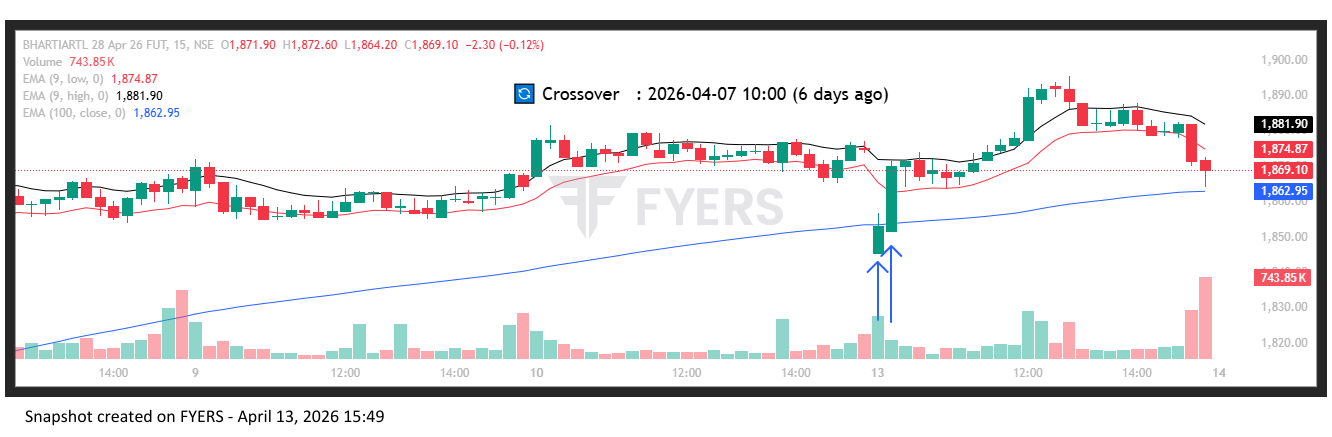 BHARTIARTL 28 Apr 26 FUT, 15, NSE O1,871.90 H1,872.60 L1,864.20 C1,869.10 −2.30 (−0.12%)
Volume 743.85K
EMA (9, low, 0) 1,874.87
EMA (9, high, 0) 1,881.90
EMA (100, close, 0) 1,862.95
🔄 Crossover : 2026-04-07 10:00 (6 days ago)
FYERS
1,900.00
1,890.00
1,881.90
1,874.87
1,869.10
1,862.95
1,860.00
1,850.00
743.85K
1,830.00
1,820.00
14:00 9 12:00 14:00 10 12:00 14:00 13 12:00 14:00 14
Snapshot created on FYERS - April 13, 2026 15:49